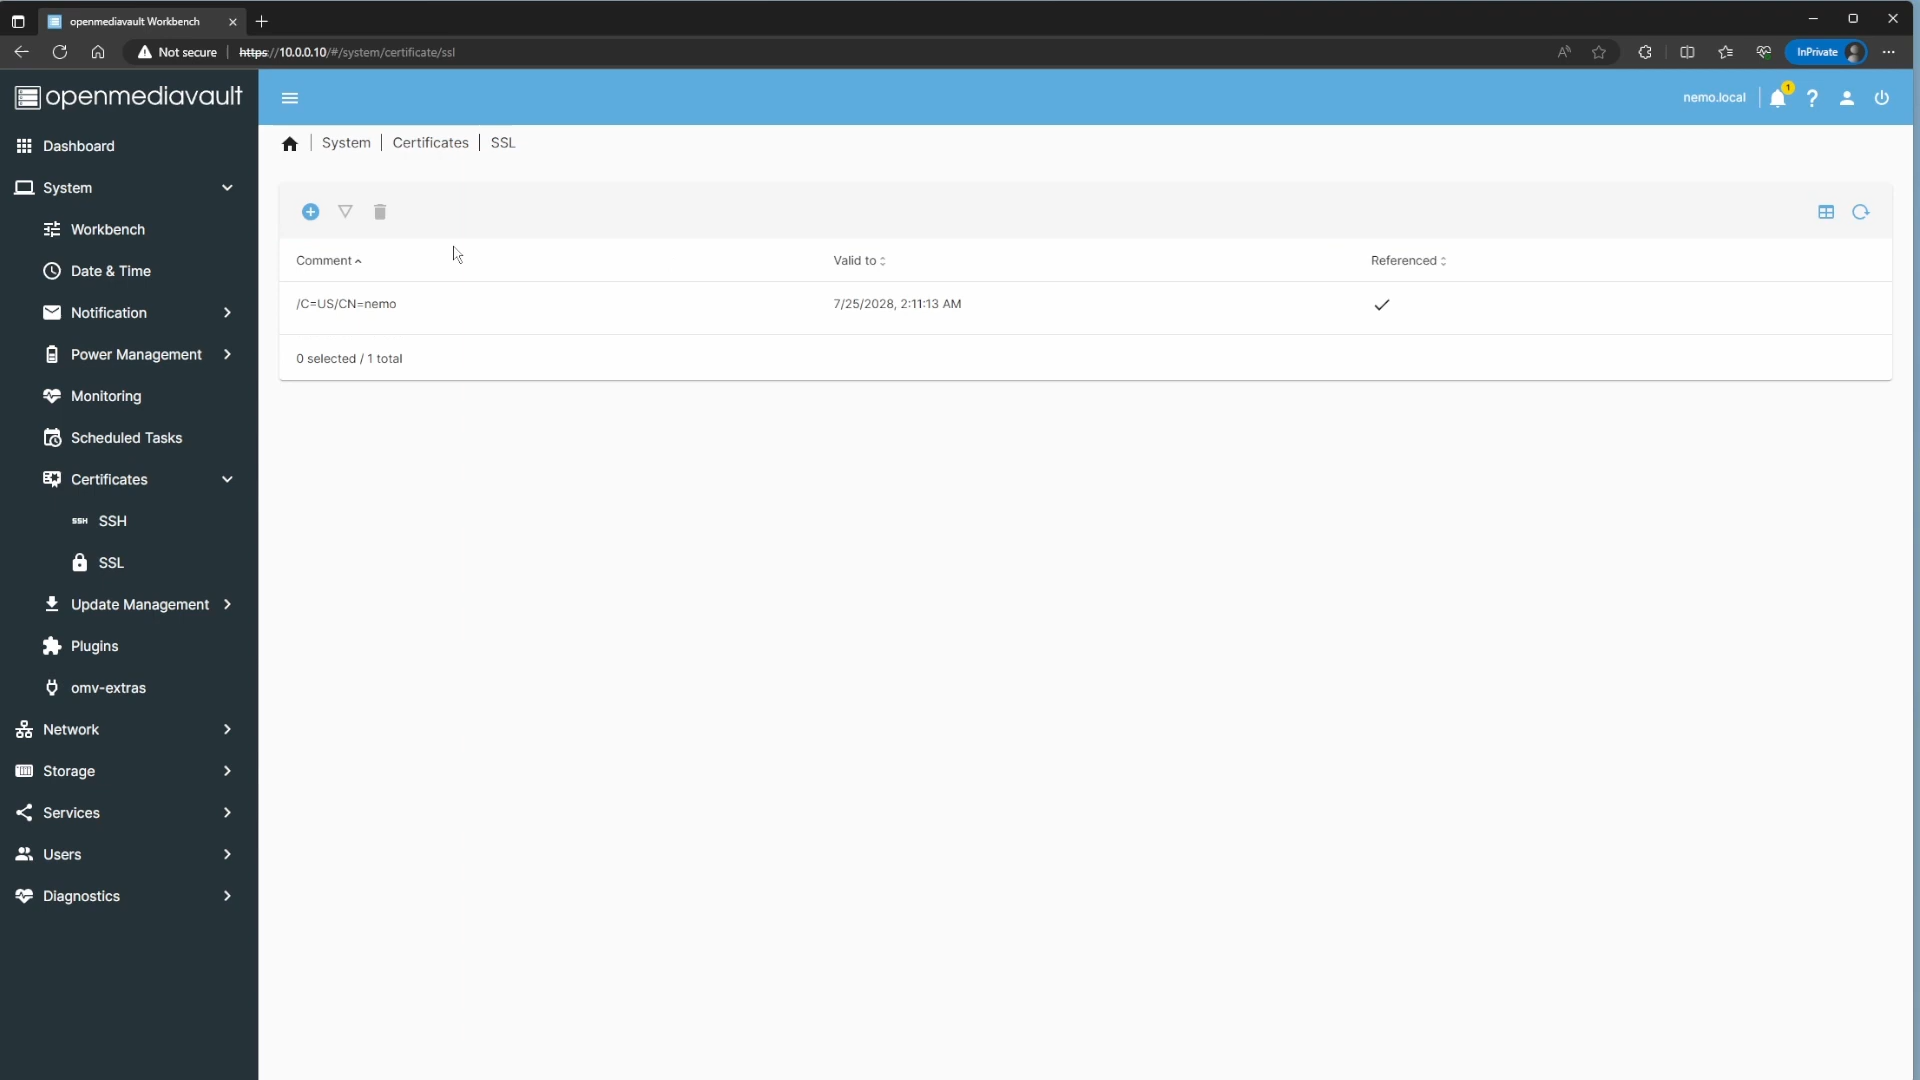 openmediavault Workbench
Not secure https://10.0.0.10/#/system/certificate/ssl InPrivate
openmediavault
nemo.local 1
System Certificates SSL
Dashboard
System
Workbench
Date & Time
Notification
Power Management
Monitoring
Scheduled Tasks
Certificates
SSH SSH
SSL
Update Management
Plugins
omv-extras
Network
Storage
Services
Users
Diagnostics
Comment Valid to Referenced
/C=US/CN=nemo 7/25/2028, 2:11:13 AM
0 selected / 1 total